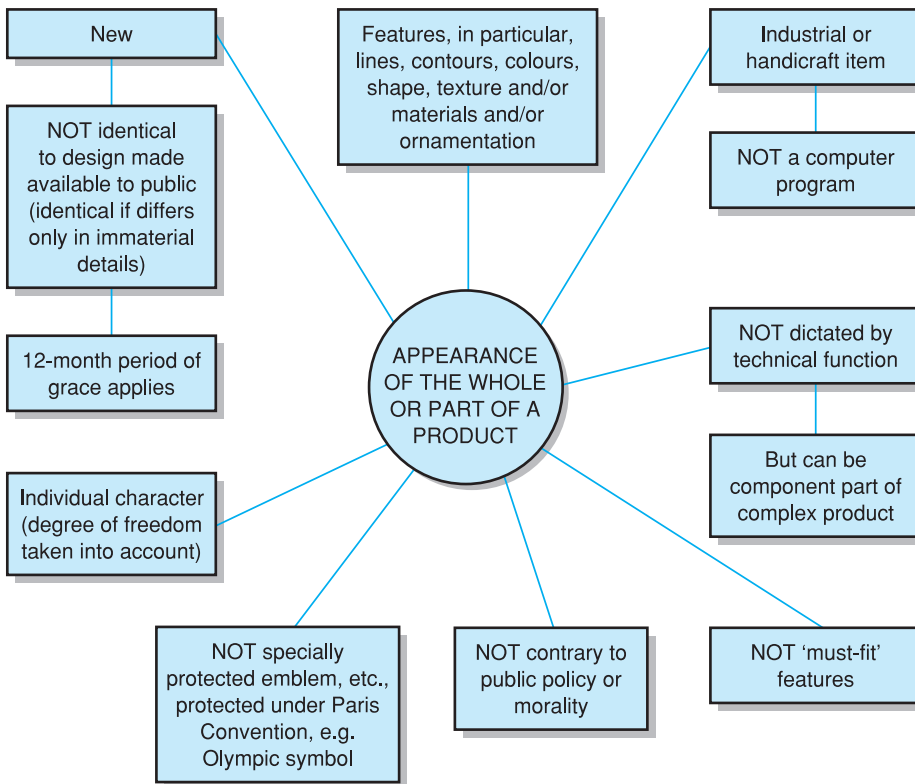 New
NOT identical
to design made
available to public
(identical if differs
only in immaterial
details)
12-month period of
grace applies
Features, in particular,
lines, contours, colours,
shape, texture and/or
materials and/or
ornamentation
Industrial or
handicraft item
NOT a computer
program
APPEARANCE
OF THE WHOLE
OR PART OF A
PRODUCT
NOT dictated by
technical function
But can be
component part of
complex product
Individual character
(degree of freedom
taken into account)
NOT specially
protected emblem, etc.,
protected under Paris
Convention, e.g.
Olympic symbol
NOT contrary to
public policy or
morality
NOT ‘must-fit’
features